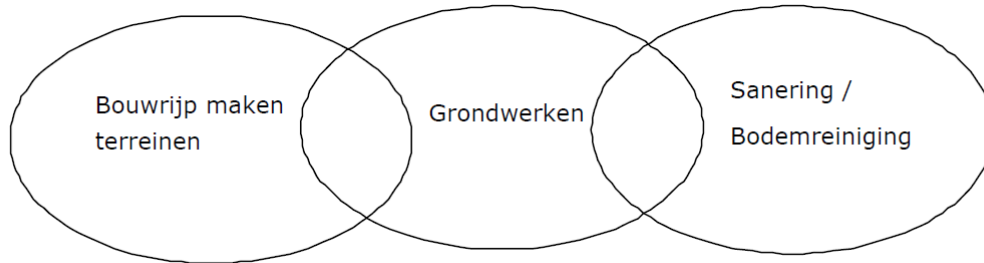 Bouwrijp maken
terreinen
Grondwerken
Sanering /
Bodemreiniging